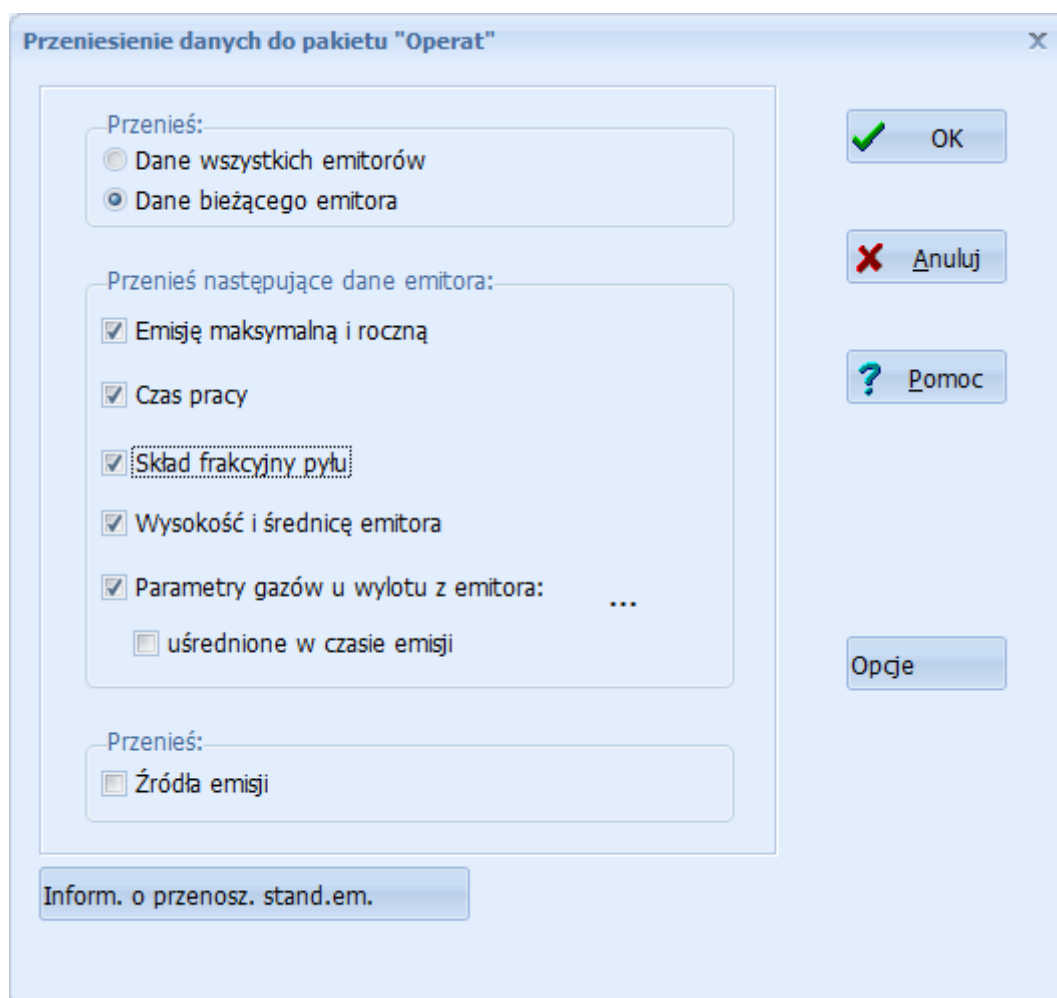 Przeniesienie danych do pakietu "Operat"
Przenieś:
Dane wszystkich emitorów
Dane bieżącego emitora
Przenieś następujące dane emitora:
Emisję maksymalną i roczną
Czas pracy
Skład frakcyjny pyłu
Wysokość i średnicę emitora
Parametry gazów u wylotu z emitora:
...
uśrednione w czasie emisji
Przenieś:
Źródła emisji
Inform. o przenosz. stand.em.
OK
Anuluj
Pomoc
Opcje